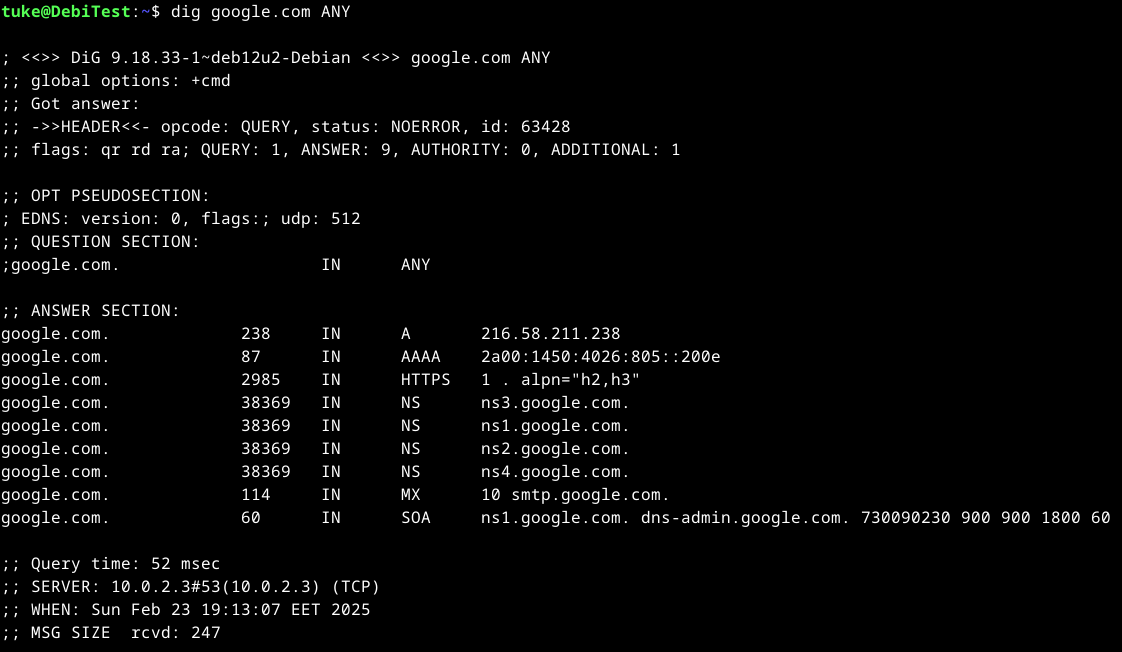 tuke@DebiTest:~$ dig google.com ANY

; <<>> DiG 9.18.33-1~deb12u2-Debian <<>> google.com ANY
;; global options: +cmd
;; Got answer:
;; ->>HEADER<<- opcode: QUERY, status: NOERROR, id: 63428
;; flags: qr rd ra; QUERY: 1, ANSWER: 9, AUTHORITY: 0, ADDITIONAL: 1

;; OPT PSEUDOSECTION:
; EDNS: version: 0, flags:; udp: 512
;; QUESTION SECTION:
;google.com.                    IN      ANY

;; ANSWER SECTION:
google.com.             238     IN      A       216.58.211.238
google.com.             87      IN      AAAA    2a00:1450:4026:805::200e
google.com.             2985    IN      HTTPS   1 . alpn="h2,h3"
google.com.             38369   IN      NS      ns3.google.com.
google.com.             38369   IN      NS      ns1.google.com.
google.com.             38369   IN      NS      ns2.google.com.
google.com.             38369   IN      NS      ns4.google.com.
google.com.             114     IN      MX      10 smtp.google.com.
google.com.             60      IN      SOA     ns1.google.com. dns-admin.google.com. 730090230 900 900 1800 60

;; Query time: 52 msec
;; SERVER: 10.0.2.3#53(10.0.2.3) (TCP)
;; WHEN: Sun Feb 23 19:13:07 EET 2025
;; MSG SIZE  rcvd: 247